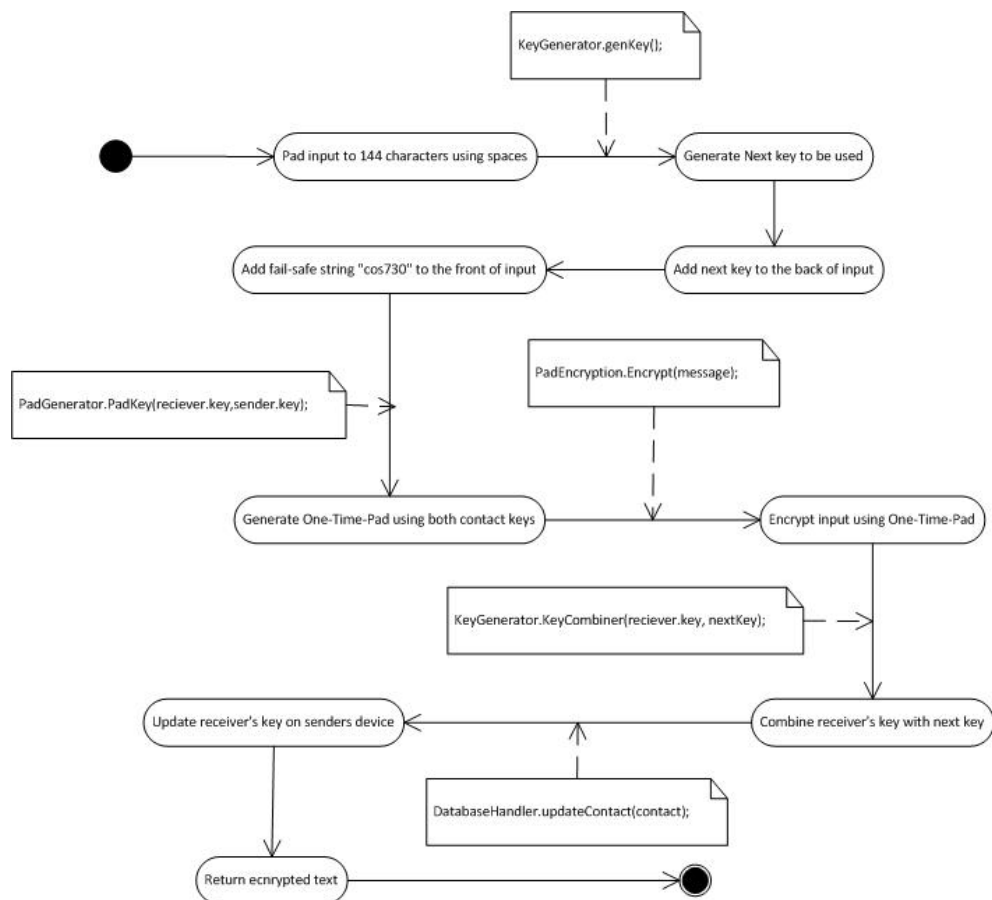 KeyGenerator.genKey();
Pad input to 144 characters using spaces
Generate Next key to be used
Add fail-safe string "cos730" to the front of input
Add next key to the back of input
PadEncryption.Encrypt(message);
PadGenerator.PadKey(reciever.key,sender.key);
Generate One-Time-Pad using both contact keys
Encrypt input using One-Time-Pad
KeyGenerator.KeyCombiner(reciever.key, nextKey);
Update receiver's key on senders device
Combine receiver's key with next key
DatabaseHandler.updateContact(contact);
Return ecnrypted text